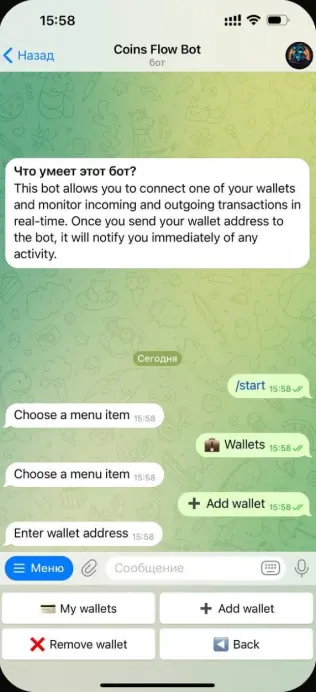 15:58
Назад
Coins Flow Bot
бот
Что умеет этот бот?
This bot allows you to connect one of your wallets
and monitor incoming and outgoing transactions in
real-time. Once you send your wallet address to
the bot, it will notify you immediately of any
activity.
Сегодня
/start 15:58
Choose a menu item 15:58
💼 Wallets 15:58
Choose a menu item 15:58
➕ Add wallet 15:58
Enter wallet address 15:58
Меню
Сообщение
💳 My wallets
➕ Add wallet
❌ Remove wallet
◀️ Back